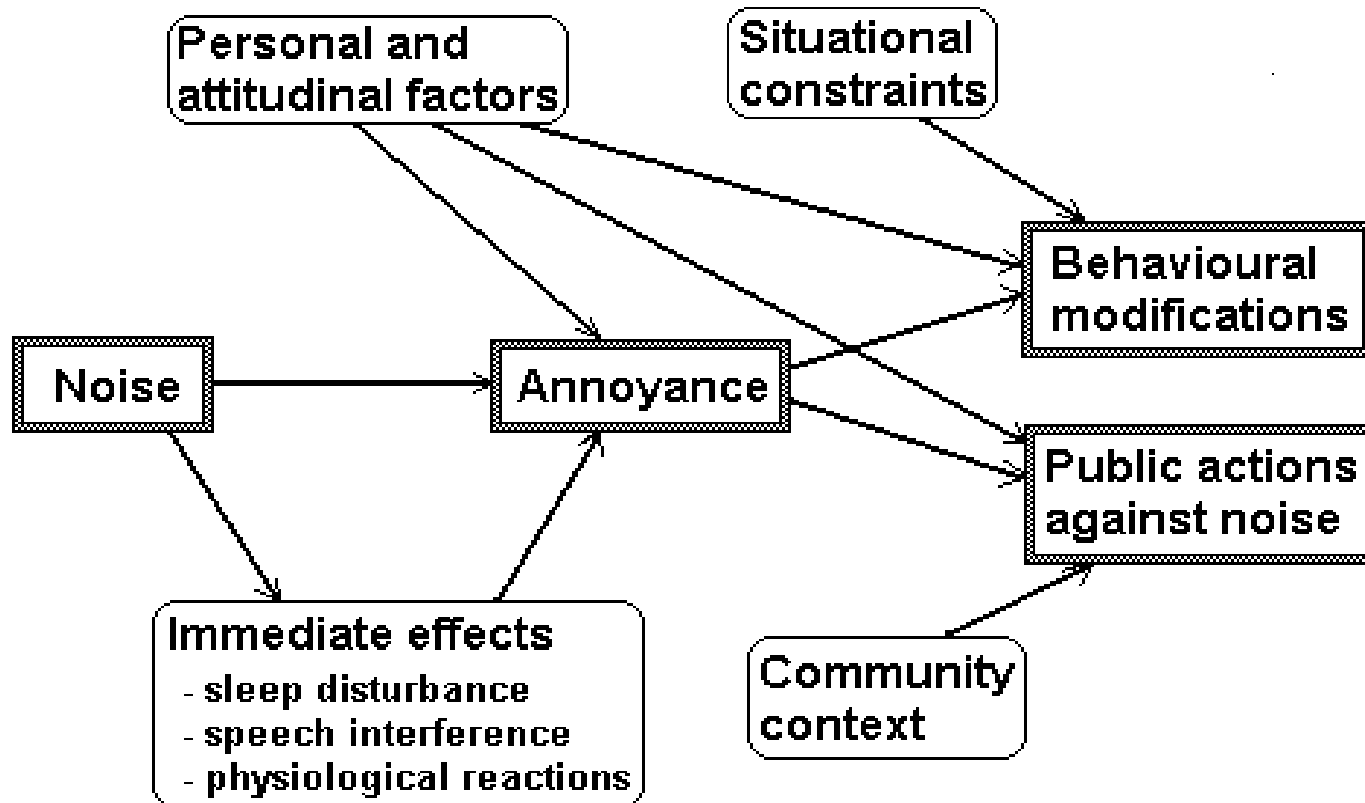 Personal and
attitudinal factors
Situational
constraints
Behavioural
modifications
Noise
Annoyance
Public actions
against noise
Immediate effects
- sleep disturbance
- speech interference
- physiological reactions
Community
context